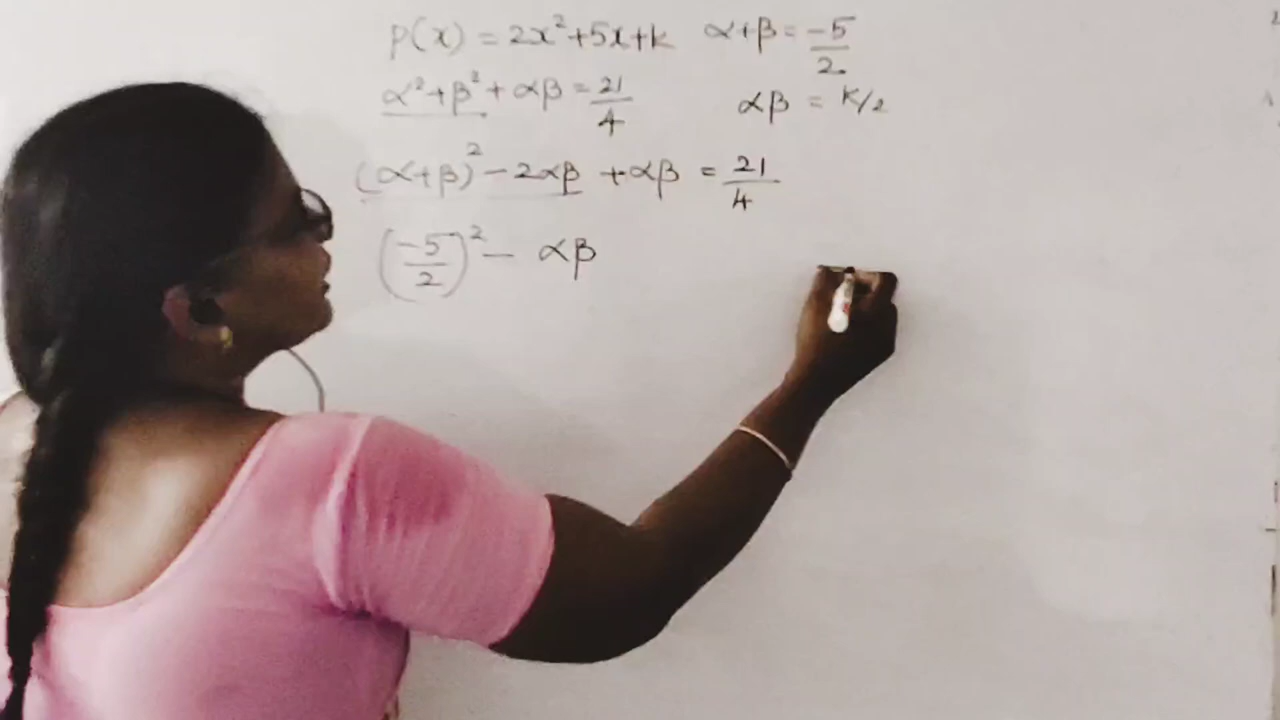 P(x) = 2x²+5x+k α+β = -5/2
α²+β²+αβ = 21/4 αβ = k/2
(α+β)² - 2αβ + αβ = 21/4
(-5/2)² - αβ